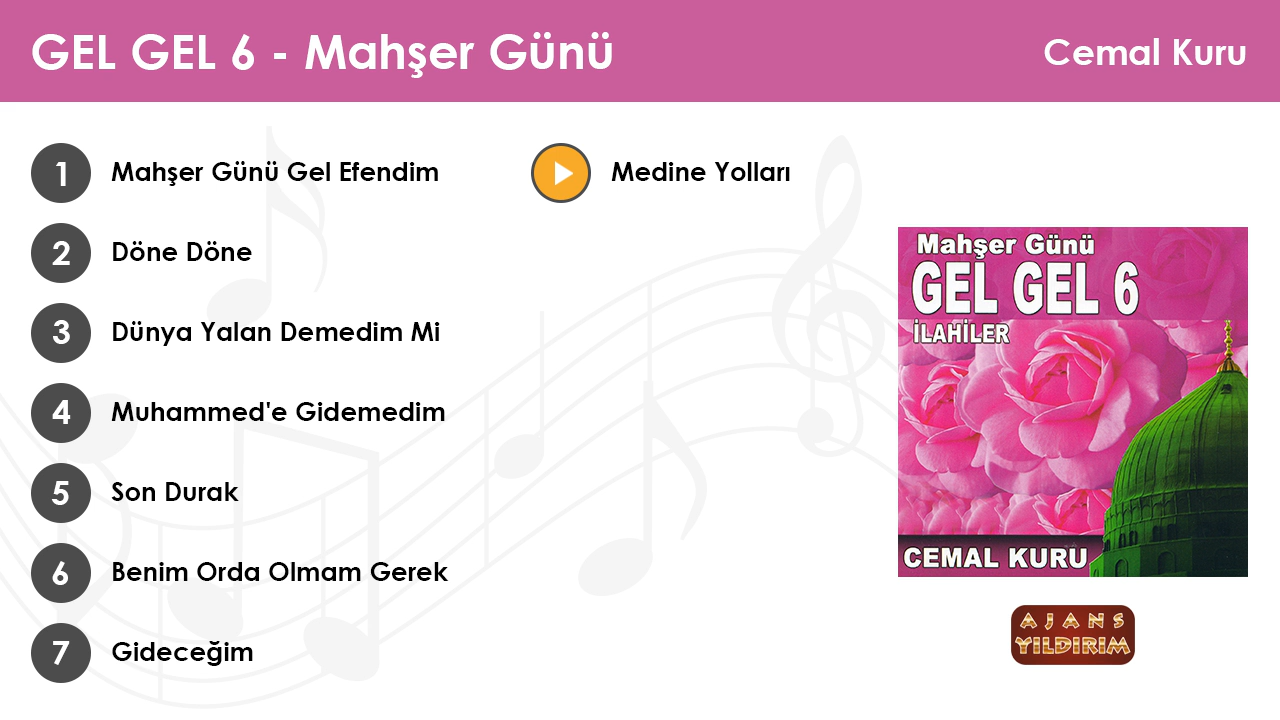 GEL GEL 6 - Mahşer Günü
Cemal Kuru
1 Mahşer Günü Gel Efendim
2 Döne Döne
3 Dünya Yalan Demedim Mi
4 Muhammed'e Gidemedim
5 Son Durak
6 Benim Orda Olmam Gerek
7 Gideceğim
Medine Yolları
Mahşer Günü
GEL GEL 6
İLAHİLER
CEMAL KURU
AJANS
YILDIRIM